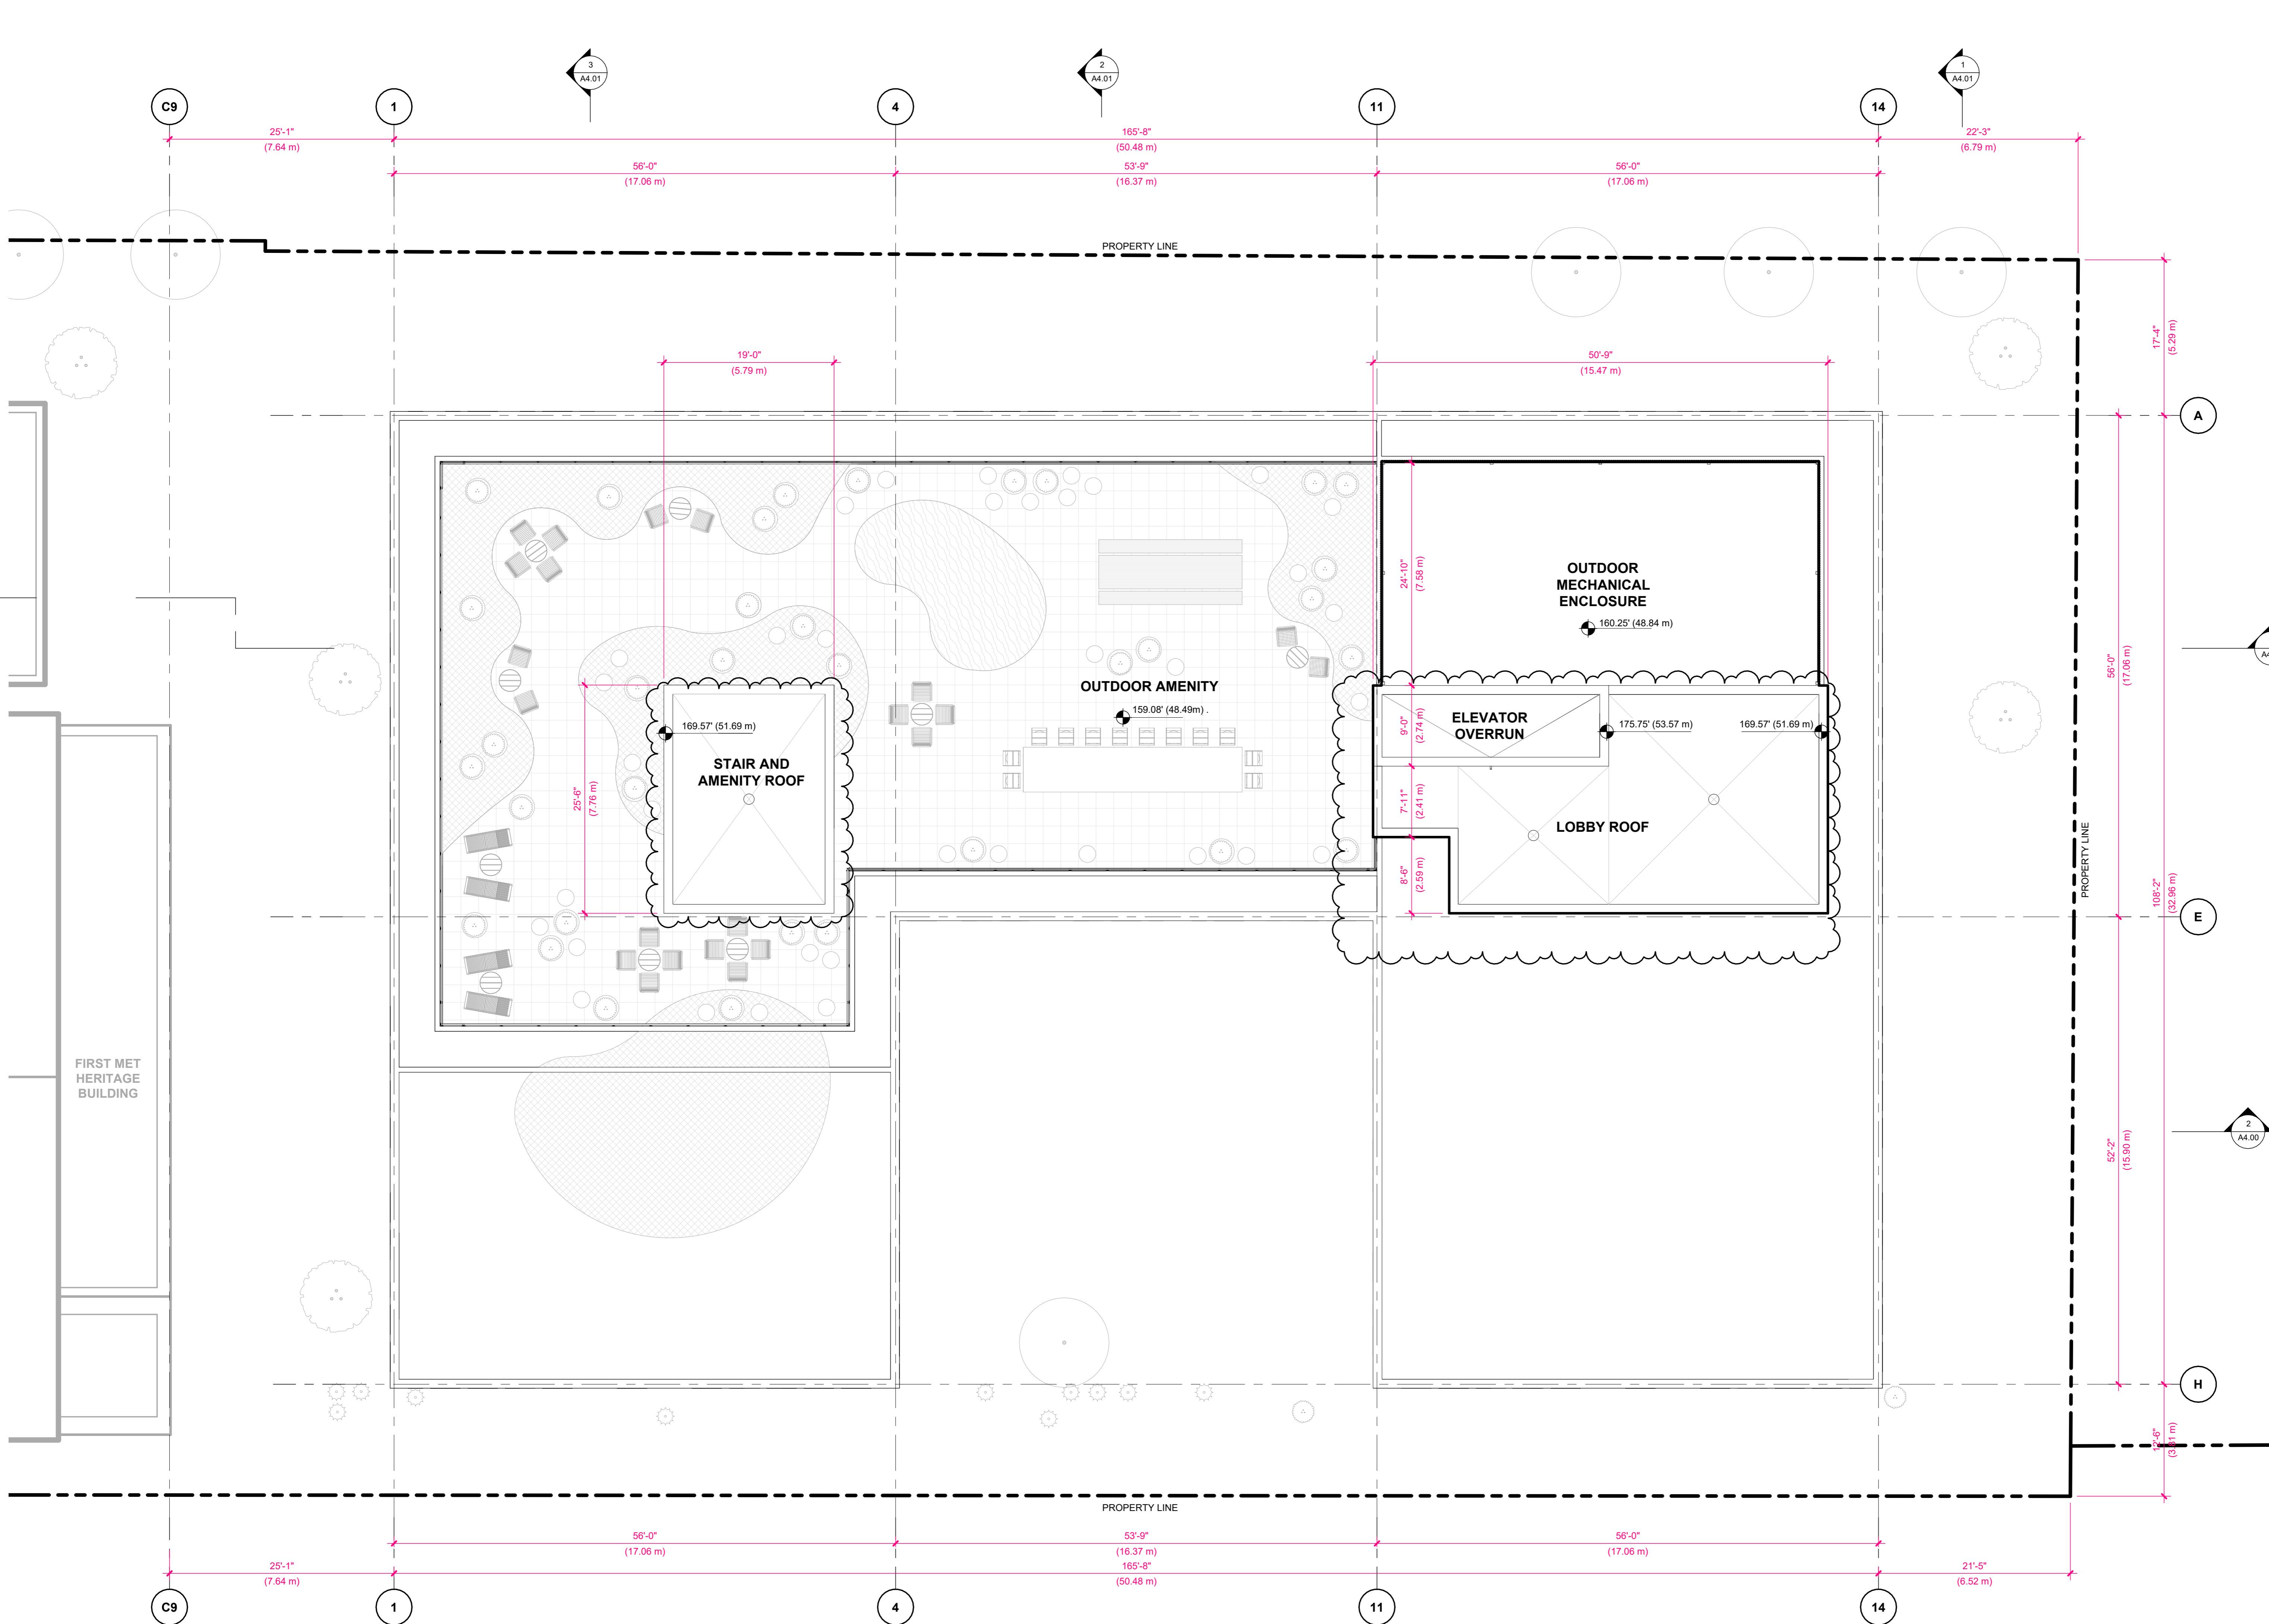 3
A4.01
2
A4.01
1
A4.01
C9
1
4
11
14
25'-1"
(7.64 m)
165'-8"
(50.48 m)
22'-3"
(6.79 m)
56'-0"
(17.06 m)
53'-9"
(16.37 m)
56'-0"
(17.06 m)
PROPERTY LINE
17'-4"
(5.29 m)
19'-0"
(5.79 m)
50'-9"
(15.47 m)
A
24'-10"
(7.58 m)
OUTDOOR
MECHANICAL
ENCLOSURE
160.25' (48.84 m)
56'-0"
(17.06 m)
OUTDOOR AMENITY
159.08' (48.49m) .
169.57' (51.69 m)
STAIR AND
AMENITY ROOF
25'-6"
(7.76 m)
9'-0"
(2.74 m)
ELEVATOR
OVERRUN
175.75' (53.57 m)
169.57' (51.69 m)
7'-11"
(2.41 m)
LOBBY ROOF
8'-6"
(2.59 m)
PROPERTY LINE
108'-2"
(32.96 m)
E
FIRST MET
HERITAGE
BUILDING
52'-2"
(15.90 m)
2
A4.00
H
12'-6"
(3.81 m)
PROPERTY LINE
56'-0"
(17.06 m)
53'-9"
(16.37 m)
56'-0"
(17.06 m)
25'-1"
(7.64 m)
165'-8"
(50.48 m)
21'-5"
(6.52 m)
C9
1
4
11
14